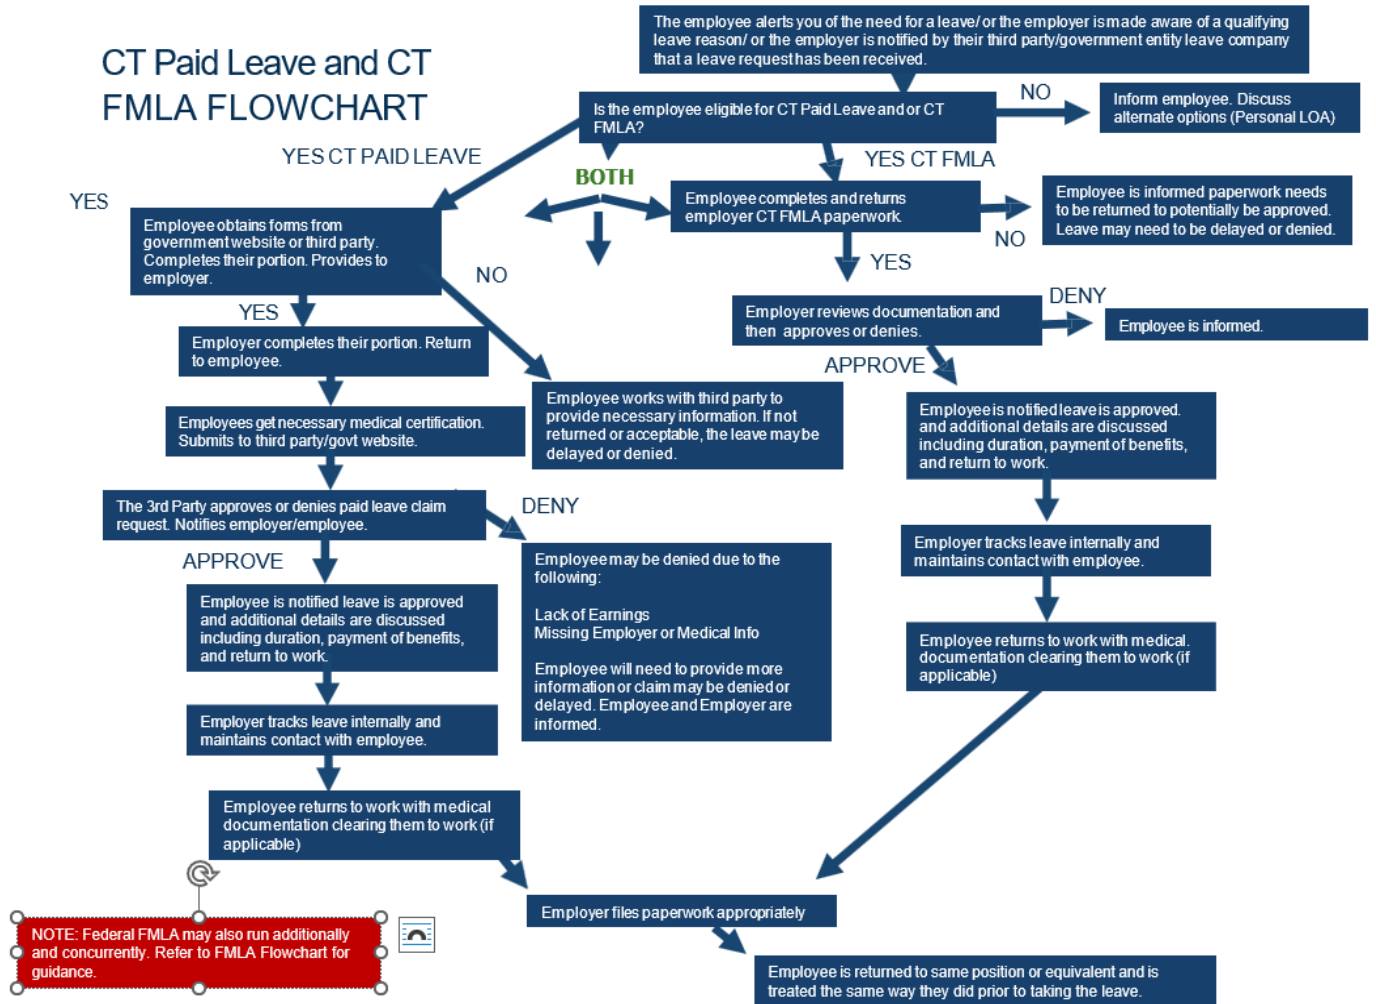 The employee alerts you of the need for a leave/ or the employer is made aware of a qualifying
leave reason/ or the employer is notified by their third party/government entity leave company
that a leave request has been received.
CT Paid Leave and CT
FMLA FLOWCHART
Is the employee eligible for CT Paid Leave and or CT
FMLA?
NO
Inform employee. Discuss
alternate options (Personal LOA)
YES CT PAID LEAVE
BOTH
YES CT FMLA
YES
Employee obtains forms from
government website or third party.
Completes their portion. Provides to
employer.
Employee completes and returns
employer CT FMLA paperwork.
NO
Employee is informed paperwork needs
to be returned to potentially be approved.
Leave may need to be delayed or denied.
NO
YES
YES
Employer completes their portion. Return
to employee.
Employer reviews documentation and
then approves or denies.
DENY
Employee is informed.
APPROVE
Employees get necessary medical certification.
Submits to third party/govt website.
Employee works with third party to
provide necessary information. If not
returned or acceptable, the leave may be
delayed or denied.
Employee is notified leave is approved.
and additional details are discussed
including duration, payment of benefits,
and return to work.
The 3rd Party approves or denies paid leave claim
request. Notifies employer/employee.
DENY
APPROVE
Employee may be denied due to the
following:
Lack of Earnings
Missing Employer or Medical Info
Employee will need to provide more
information or claim may be denied or
delayed. Employee and Employer are
informed.
Employer tracks leave internally and
maintains contact with employee.
Employee is notified leave is approved
and additional details are discussed
including duration, payment of benefits,
and return to work.
Employee returns to work with medical.
documentation clearing them to work (if
applicable)
Employer tracks leave internally and
maintains contact with employee.
Employee returns to work with medical
documentation clearing them to work (if
applicable)
Employer files paperwork appropriately
NOTE: Federal FMLA may also run additionally
and concurrently. Refer to FMLA Flowchart for
guidance.
Employee is returned to same position or equivalent and is
treated the same way they did prior to taking the leave.